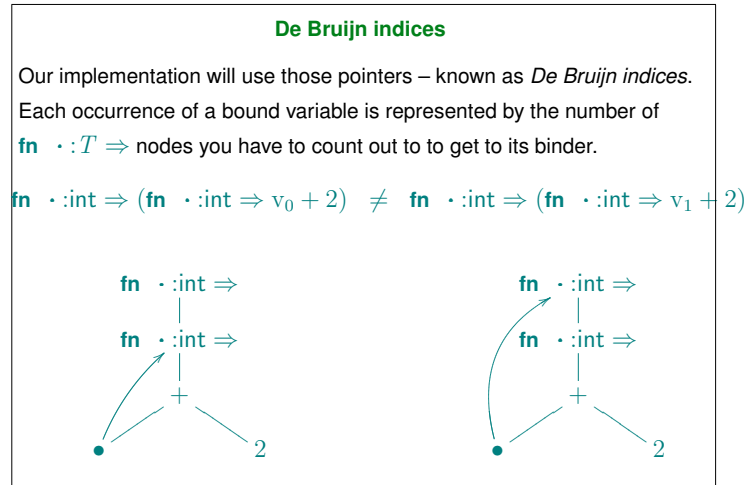 De Bruijn indices
Our implementation will use those pointers – known as De Bruijn indices.
Each occurrence of a bound variable is represented by the number of
fn · : T ⇒ nodes you have to count out to to get to its binder.
fn · :int ⇒ (fn · :int ⇒ v₀ + 2) ≠ fn · :int ⇒ (fn · :int ⇒ v₁ + 2)
fn · :int ⇒ fn · :int ⇒
fn · :int ⇒ fn · :int ⇒
+ +
• 2 • 2